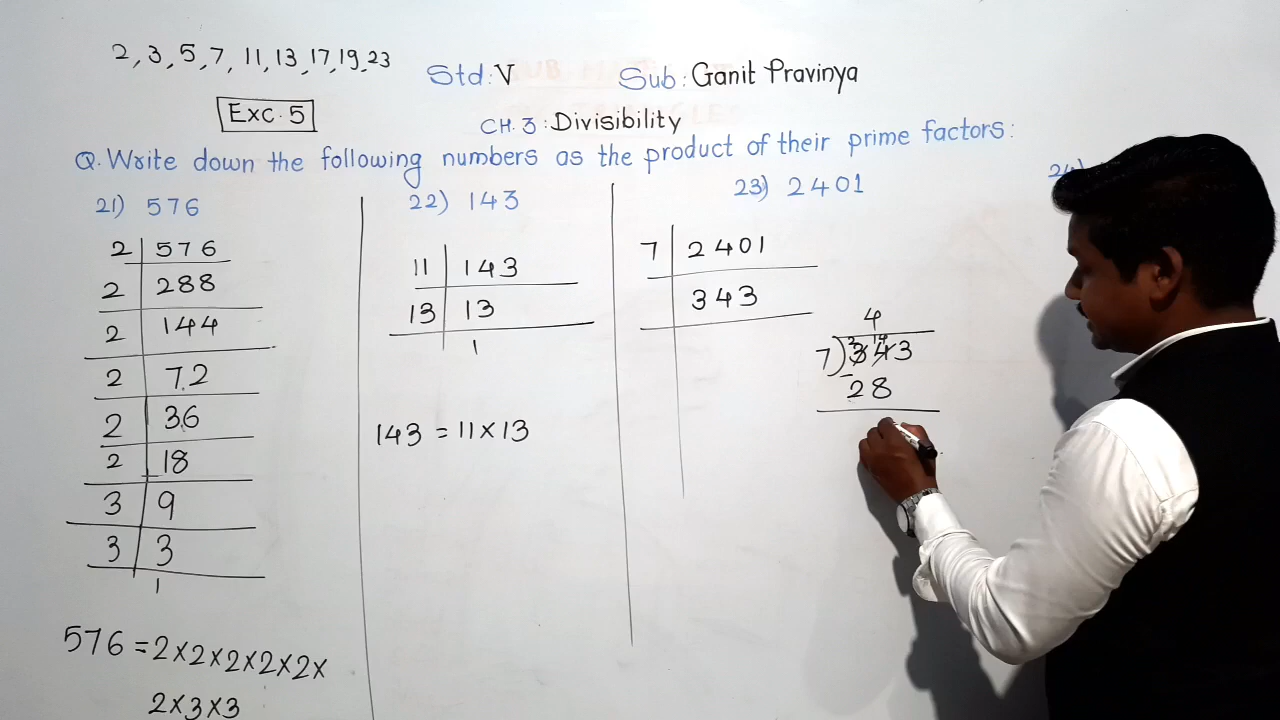 2, 3, 5, 7, 11, 13, 17, 19, 23
Std: V Sub: Ganit Pravinya
Exc. 5
CH. 3: Divisibility
Q. Write down the following numbers as the product of their prime factors:
21) 576
2 | 576
2 | 288
2 | 144
2 | 72
2 | 36
2 | 18
3 | 9
3 | 3
1
576 = 2×2×2×2×2×
2×3×3
22) 143
11 | 143
13 | 13
1
143 = 11×13
23) 2401
7 | 2401
343
4
7)343
2 14
- 28
24)